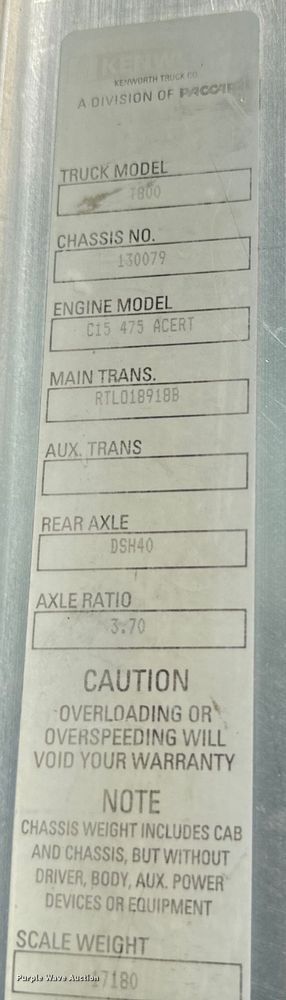 KENWORTH TRUCK CO.
A DIVISION OF PACCAR
TRUCK MODEL
T800
CHASSIS NO.
130079
ENGINE MODEL
C15 475 ACERT
MAIN TRANS.
RTLO18918B
AUX. TRANS
REAR AXLE
DSH40
AXLE RATIO
3.70
CAUTION
OVERLOADING OR
OVERSPEEDING WILL
VOID YOUR WARRANTY
NOTE
CHASSIS WEIGHT INCLUDES CAB
AND CHASSIS, BUT WITHOUT
DRIVER, BODY, AUX. POWER
DEVICES OR EQUIPMENT
SCALE WEIGHT
Purple Wave Auction